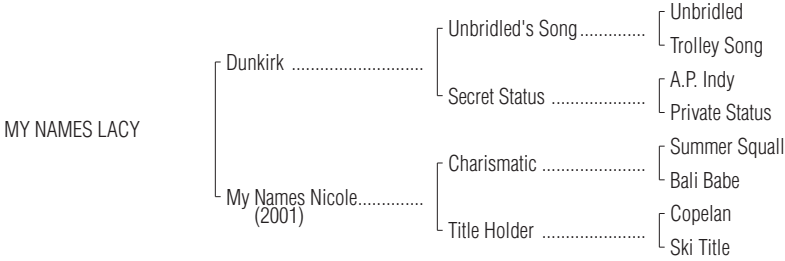 Unbridled
Unbridled's Song..............
Trolley Song
Dunkirk ............................
A.P. Indy
Secret Status ....................
Private Status
MY NAMES LACY
Summer Squall
Charismatic ......................
Bali Babe
My Names Nicole..............
(2001)
Copelan
Title Holder ......................
Ski Title